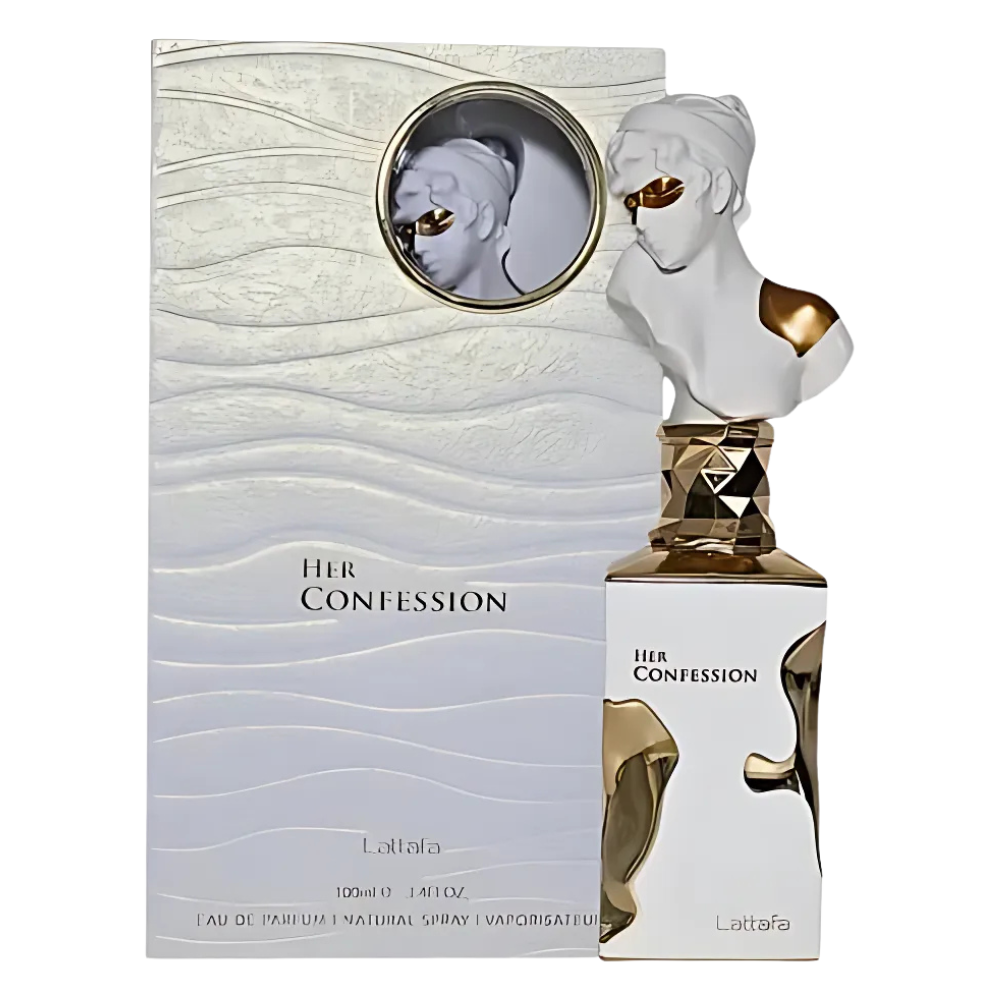 HER
CONFESSION
Lattafa
100ml
EAU DE PARFUM | NATURAL SPRAY | VAPORISATEUR
HER
CONFESSION
Lattafa